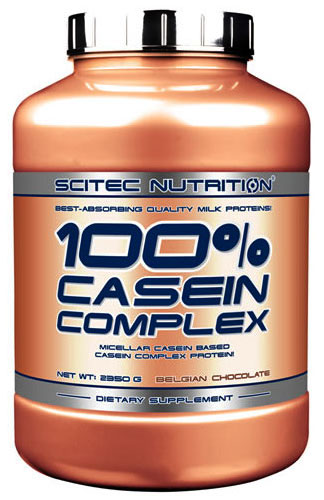 SCITEC NUTRITION®
BEST-ABSORBING QUALITY MILK PROTEINS!
100%
CASEIN
COMPLEX
MICELLAR CASEIN BASED
CASEIN COMPLEX PROTEIN!
NET WT: 2350 G BELGIAN CHOCOLATE
DIETARY SUPPLEMENT